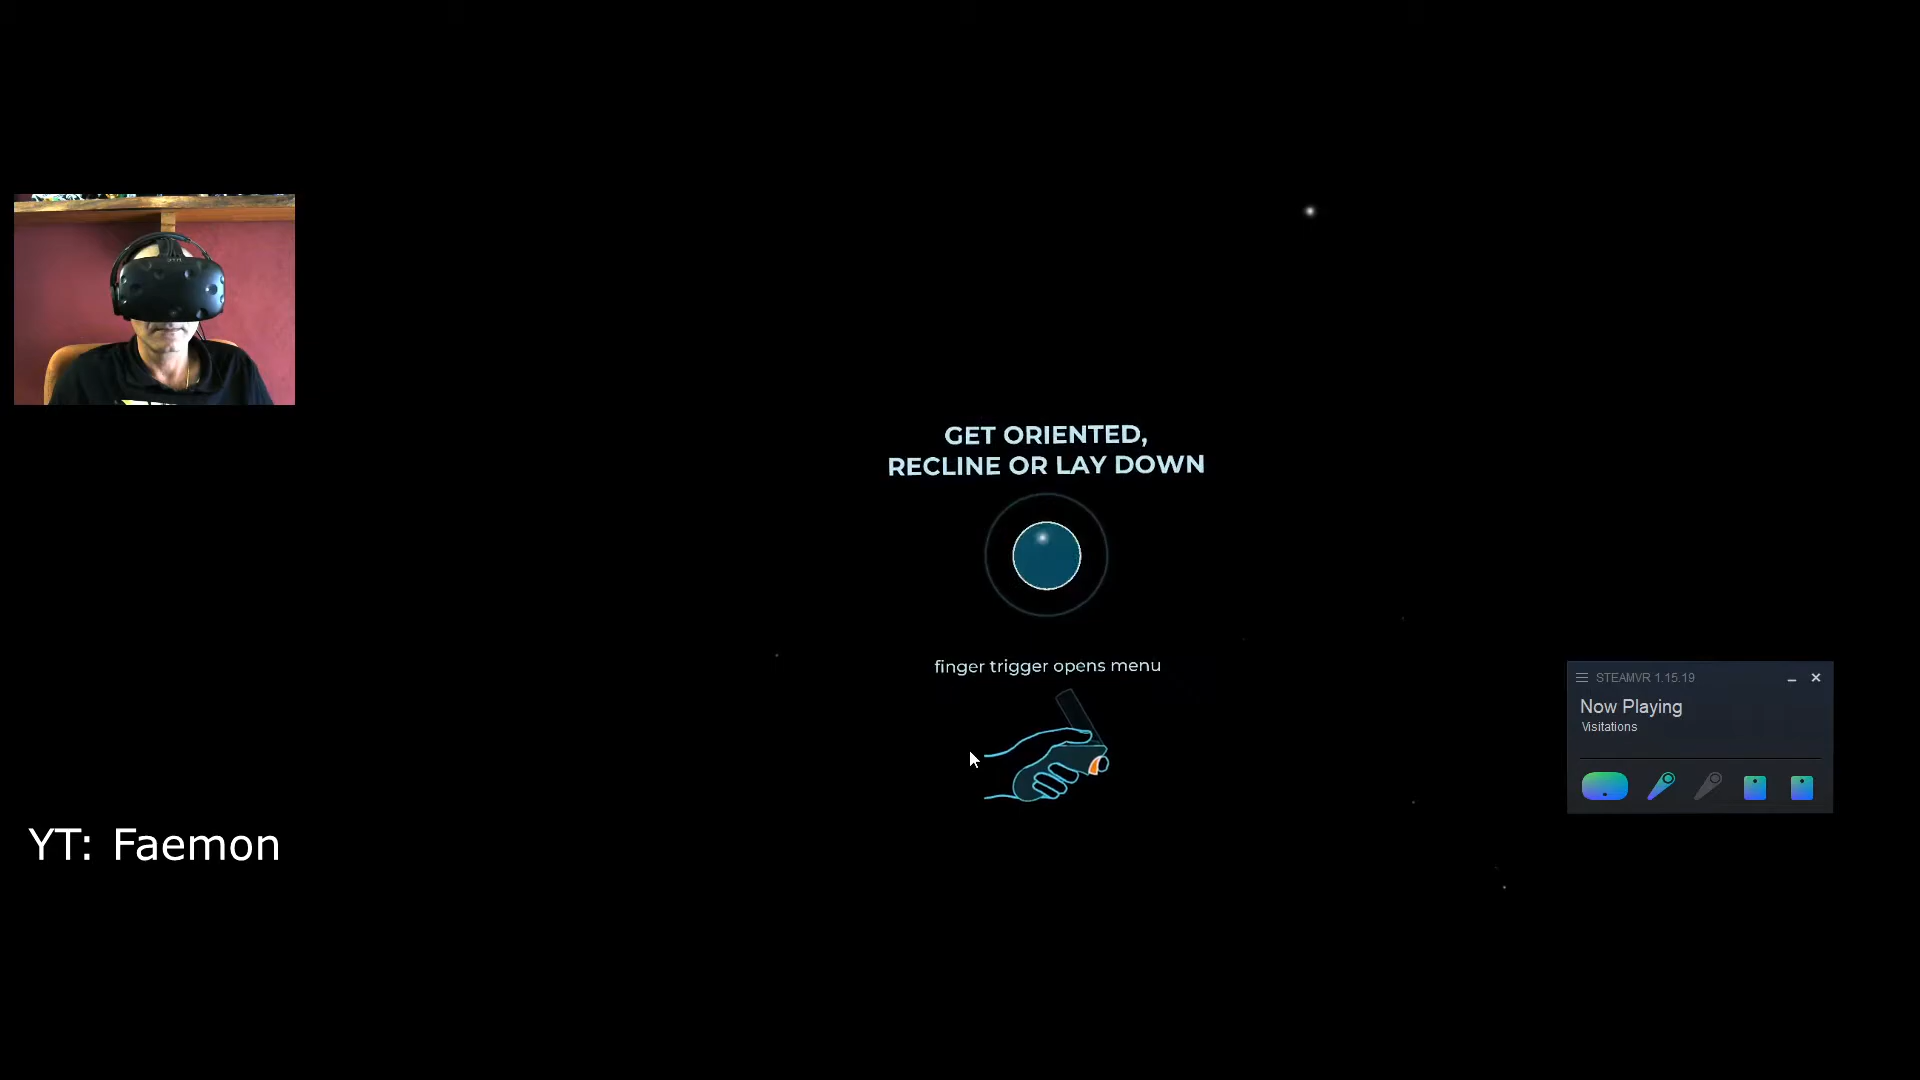 GET ORIENTED,
RECLINE OR LAY DOWN
finger trigger opens menu
STEAMVR 1.15.19
Now Playing
Visitations
YT: Faemon